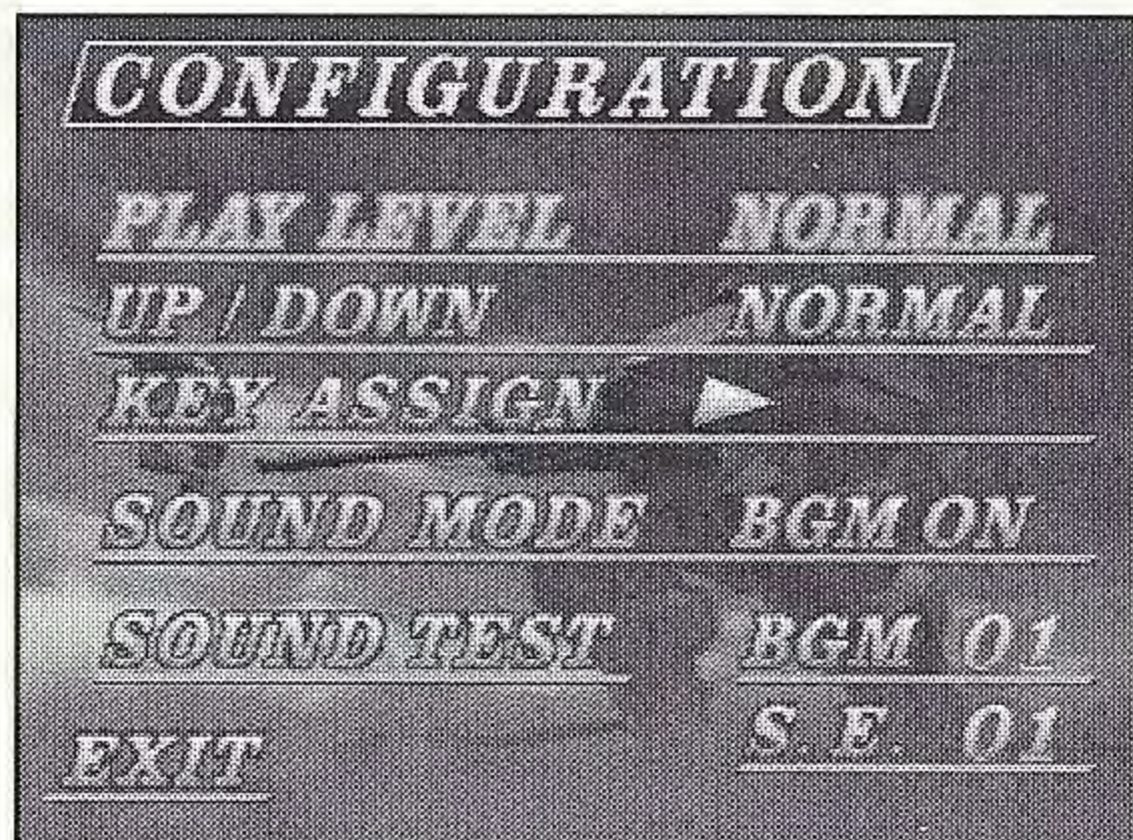 CONFIGURATION
PLAY LEVEL NORMAL
UP / DOWN NORMAL
KEY ASSIGN
SOUND MODE BGM ON
SOUND TEST BGM 01
S. E. 01
EXIT